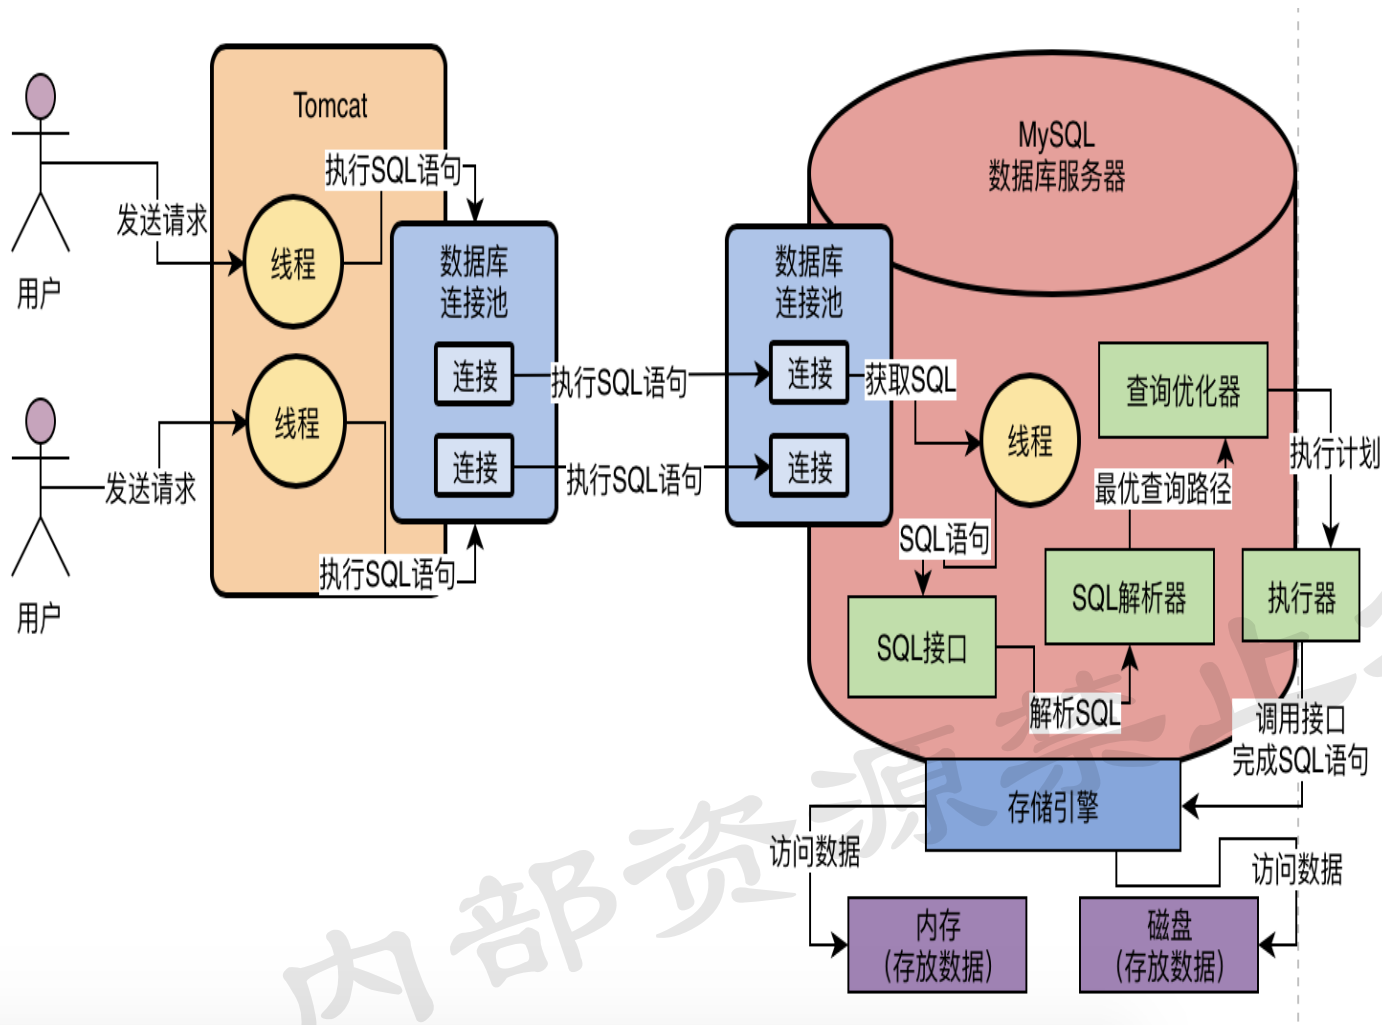 Tomcat
执行SQL语句
发送请求
线程
用户
数据库
连接池
连接
连接
线程
发送请求
执行SQL语句
用户
执行SQL语句
执行SQL语句
MySQL
数据库服务器
数据库
连接池
连接
连接
获取SQL
线程
查询优化器
执行计划
最优查询路径
SQL语句
SQL接口
SQL解析器
执行器
解析SQL
调用接口
完成SQL语句
存储引擎
访问数据
访问数据
内存
(存放数据)
磁盘
(存放数据)
内部资源禁止